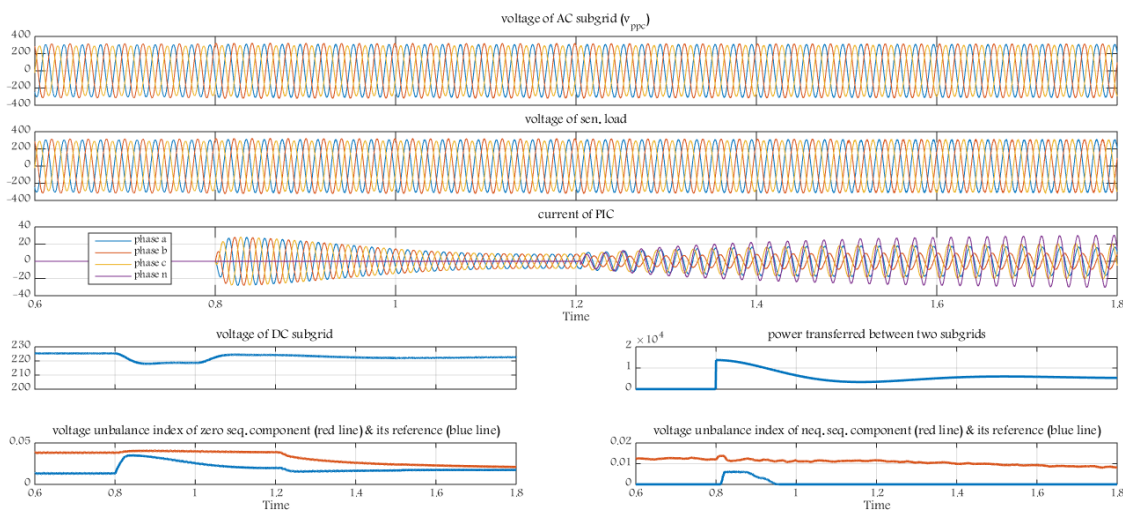 voltage of AC subgrid (v_ppc)
400
200
0
-200
-400
voltage of sen. load
400
200
0
-200
-400
current of PIC
40
20
0
-20
-40
phase a
phase b
phase c
phase n
0.6 0.8 1 1.2 1.4 1.6 1.8
Time
voltage of DC subgrid
230
220
210
200
0.6 0.8 1 1.2 1.4 1.6 1.8
power transferred between two subgrids
2 × 10^4
1
0
0.6 0.8 1 1.2 1.4 1.6 1.8
voltage unbalance index of zero seq. component (red line) & its reference (blue line)
0.05
0
0.6 0.8 1 1.2 1.4 1.6 1.8
Time
voltage unbalance index of neq. seq. component (red line) & its reference (blue line)
0.02
0.01
0
0.6 0.8 1 1.2 1.4 1.6 1.8
Time